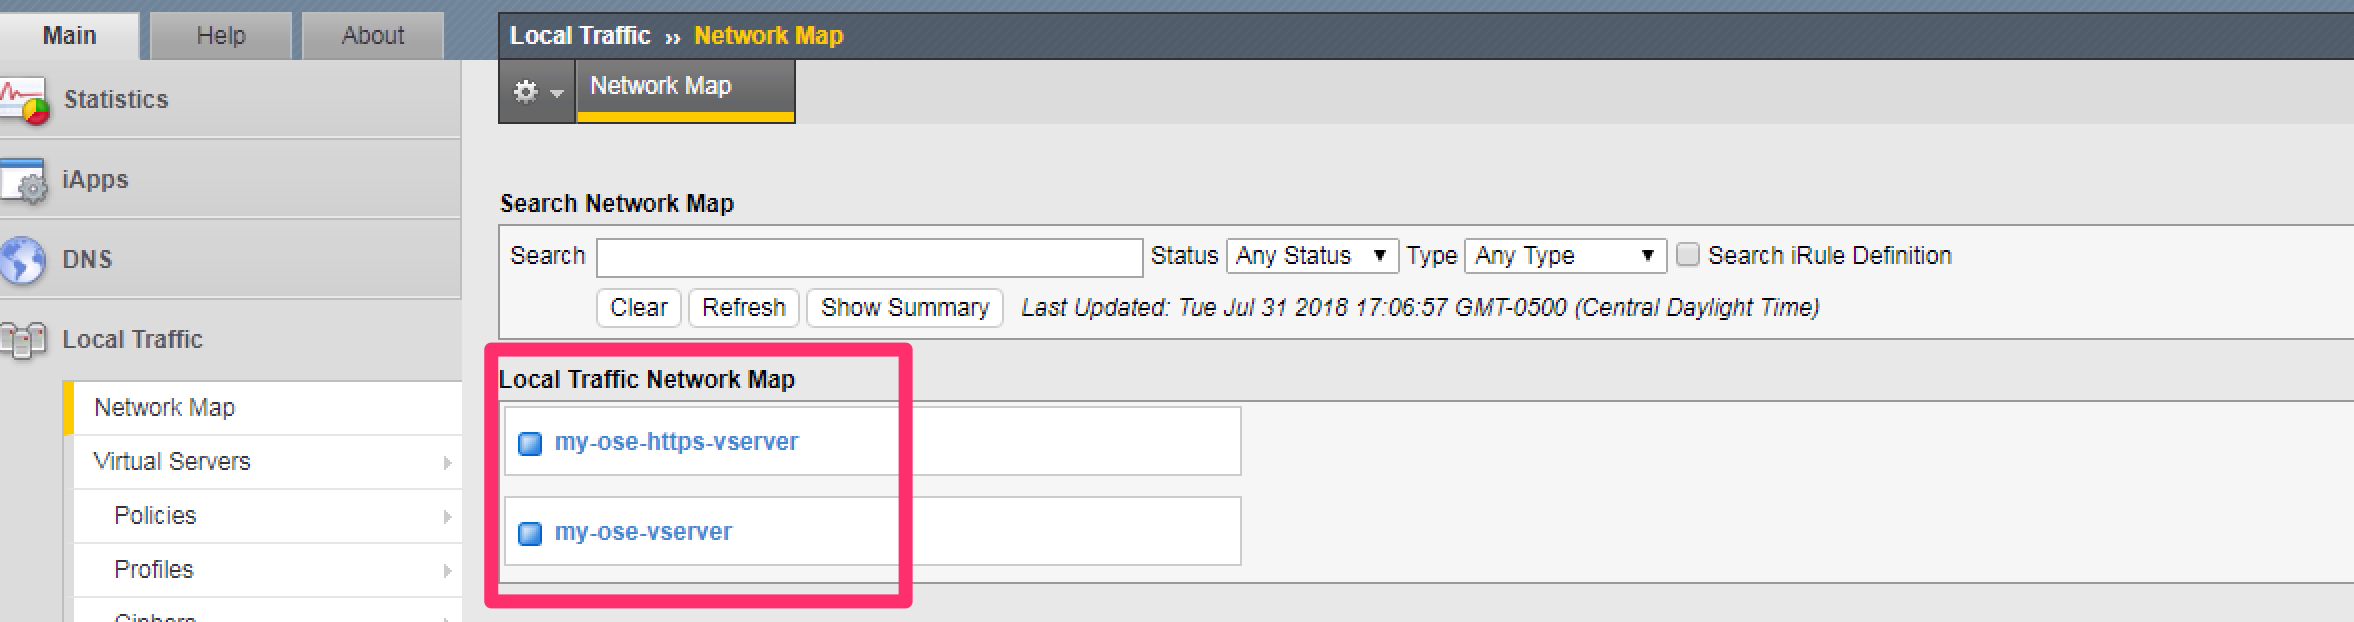 Main Help About
Local Traffic ›› Network Map
Network Map
Statistics
iApps
DNS
Local Traffic
Network Map
Virtual Servers
Policies
Profiles
Ciphers
Search Network Map
Search Status Any Status Type Any Type Search iRule Definition
Clear Refresh Show Summary Last Updated: Tue Jul 31 2018 17:06:57 GMT-0500 (Central Daylight Time)
Local Traffic Network Map
my-ose-https-vserver
my-ose-vserver